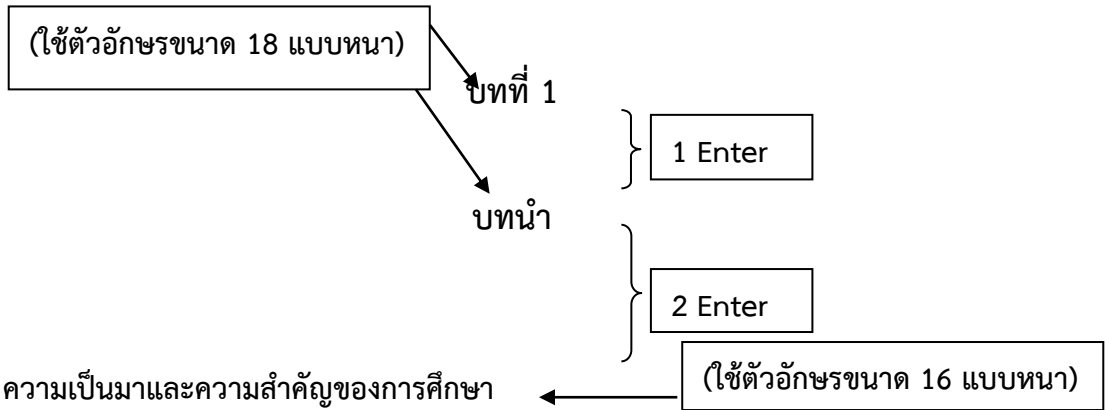 (ใช้ตัวอักษรขนาด 18 แบบหนา)
บทที่ 1
1 Enter
บทนำ
2 Enter
(ใช้ตัวอักษรขนาด 16 แบบหนา)
ความเป็นมาและความสำคัญของการศึกษา